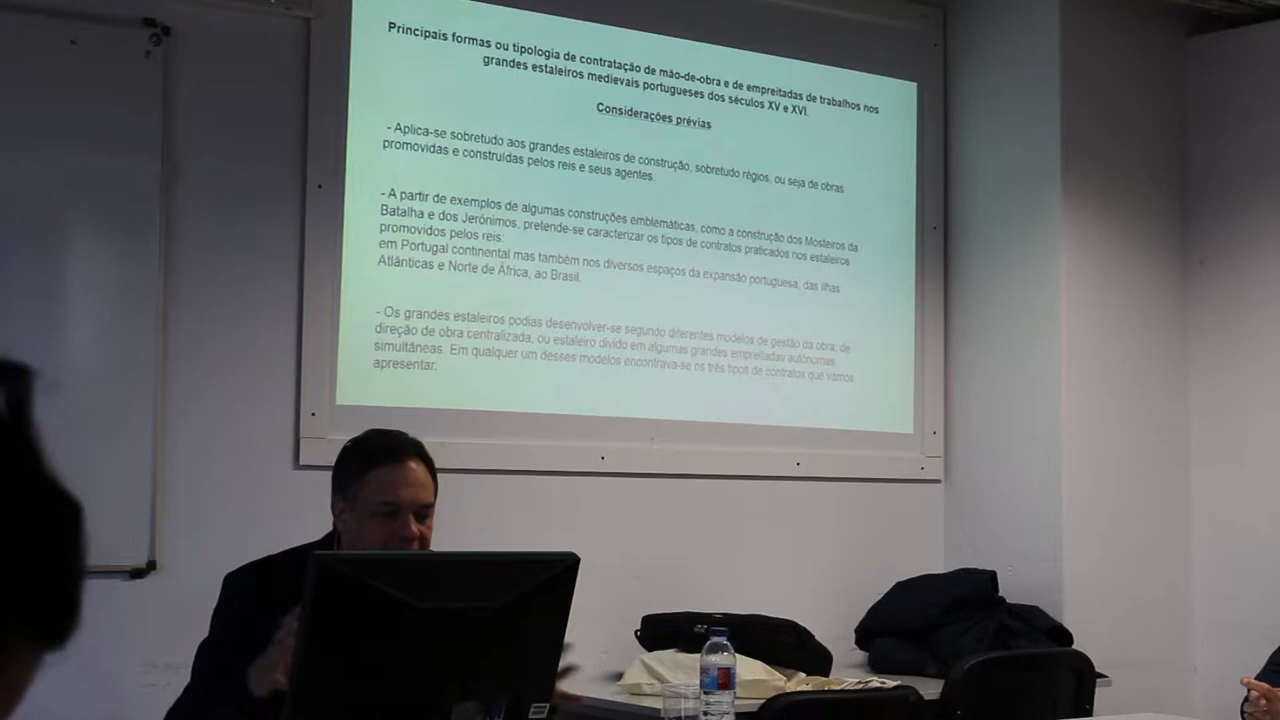 Principais formas ou tipologia de contratação de mão-de-obra e de empreitadas de trabalhos nos
grandes estaleiros medievais portugueses dos séculos XV e XVI.
Considerações prévias
- Aplica-se sobretudo aos grandes estaleiros de construção, sobretudo régios, ou seja de obras
promovidas e construídas pelos reis e seus agentes.
- A partir de exemplos de algumas construções emblemáticas, como a construção dos Mosteiros da
Batalha e dos Jerónimos, pretende-se caracterizar os tipos de contratos praticados nos estaleiros
promovidos pelos reis:
em Portugal continental mas também nos diversos espaços da expansão portuguesa, das ilhas
Atlânticas e Norte de África, ao Brasil.
- Os grandes estaleiros podias desenvolver-se segundo diferentes modelos de gestão da obra, de
direção de obra centralizada, ou estaleiro divido em algumas grandes empreitadas autónomas
simultâneas. Em qualquer um desses modelos encontrava-se os três tipos de contratos que vamos
apresentar.